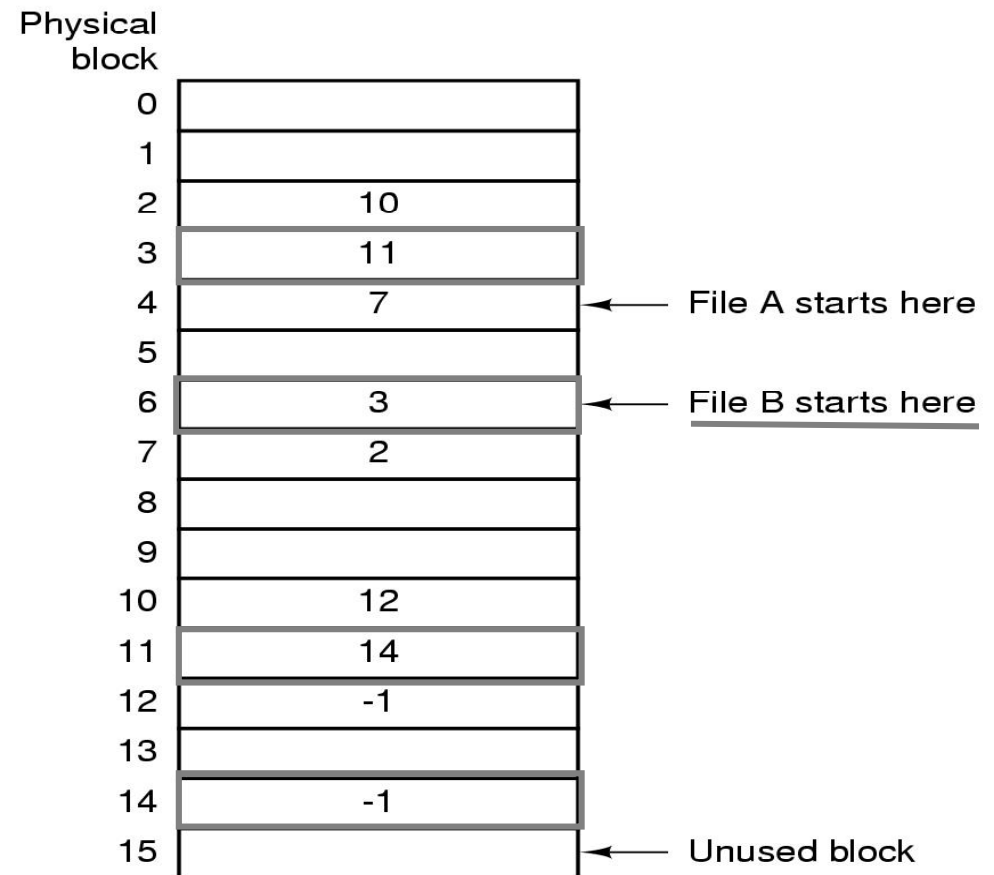 Physical
block
0
1
2 10
3 11
4 7 File A starts here
5
6 3 File B starts here
7 2
8
9
10 12
11 14
12 -1
13
14 -1
15 Unused block